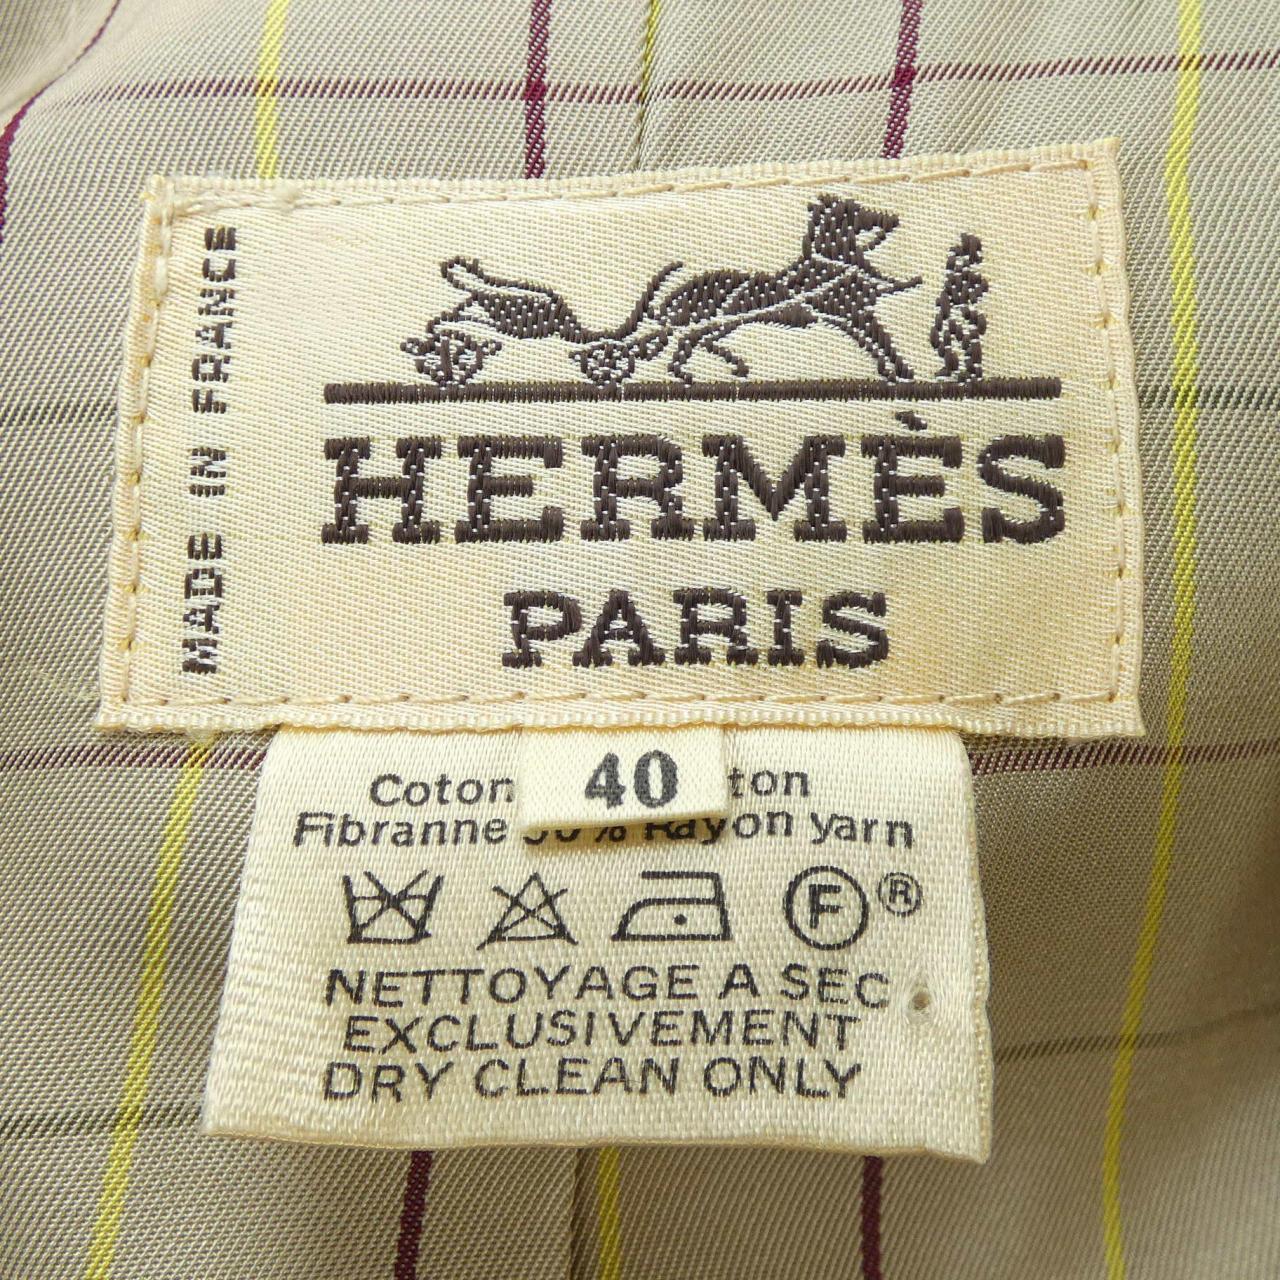 MADE IN FRANCE
HERMÈS
PARIS
40
Coton ton
Fibranne Rayon yarn
F ®
NETTOYAGE A SEC
EXCLUSIVEMENT
DRY CLEAN ONLY